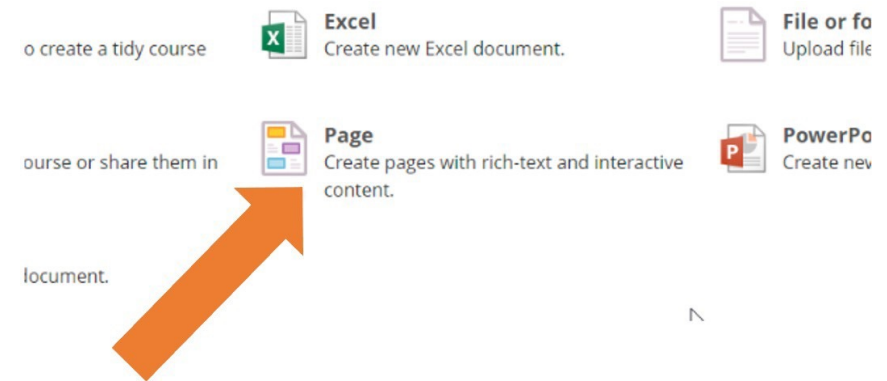 o create a tidy course
Excel
Create new Excel document.
File or fo
Upload file
ourse or share them in
Page
Create pages with rich-text and interactive
content.
PowerPo
Create new
locument.